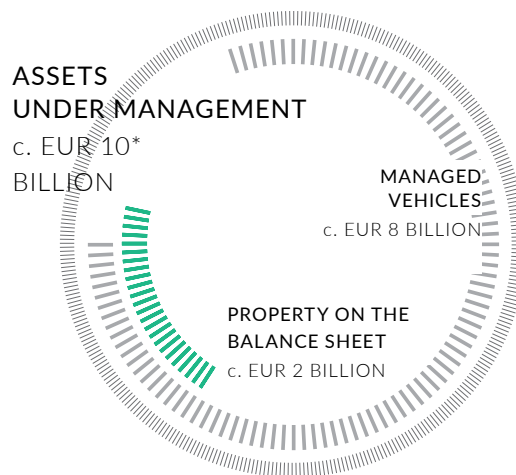 ASSETS
UNDER MANAGEMENT
c. EUR 10*
BILLION
MANAGED
VEHICLES
c. EUR 8 BILLION
PROPERTY ON THE
BALANCE SHEET
c. EUR 2 BILLION